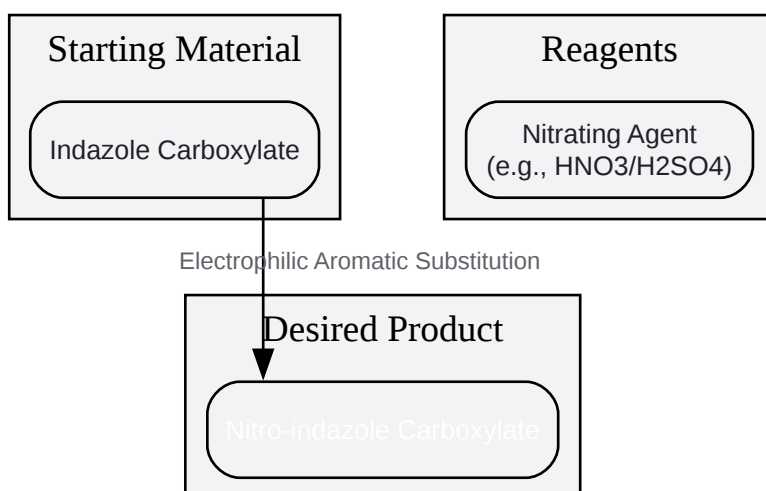 Starting Material
Indazole Carboxylate
Reagents
Nitrating Agent
(e.g., HNO3/H2SO4)
Electrophilic Aromatic Substitution
Desired Product
Nitro-indazole Carboxylate